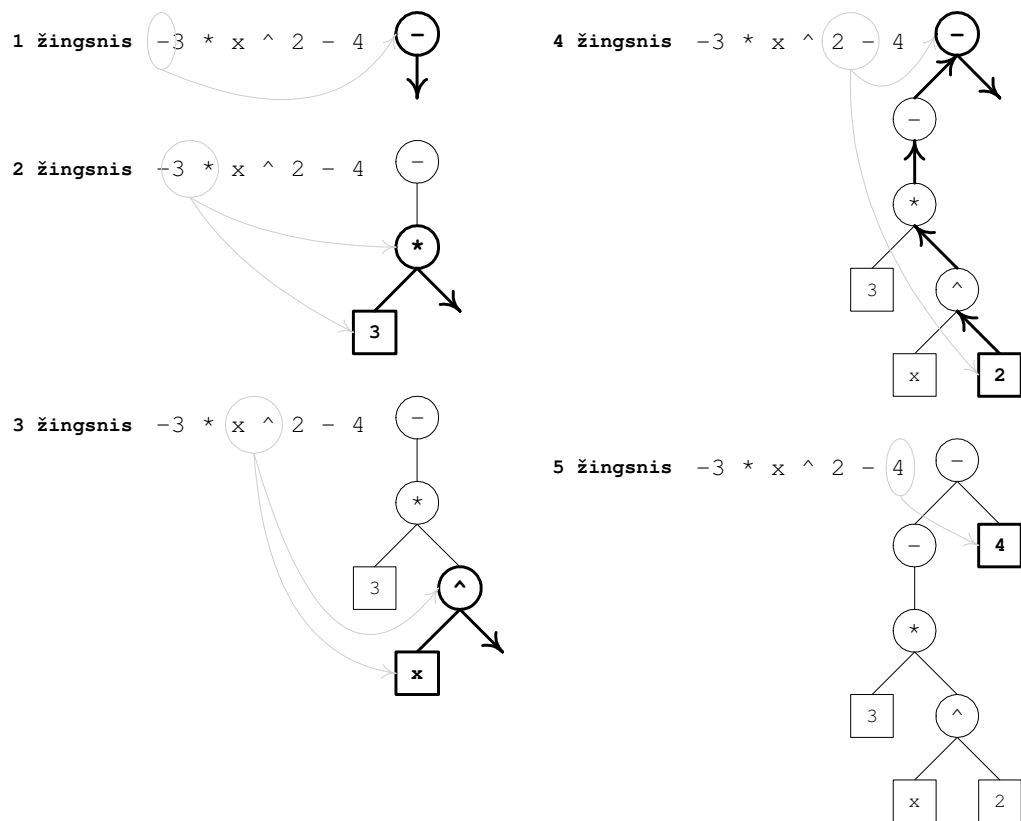 1 žingsnis −3 * x ^ 2 − 4
−
2 žingsnis −3 * x ^ 2 − 4
−
*
3
3 žingsnis −3 * x ^ 2 − 4
−
*
3 ^
x
4 žingsnis −3 * x ^ 2 − 4
−
−
*
3 ^
x 2
5 žingsnis −3 * x ^ 2 − 4
−
− 4
*
3 ^
x 2